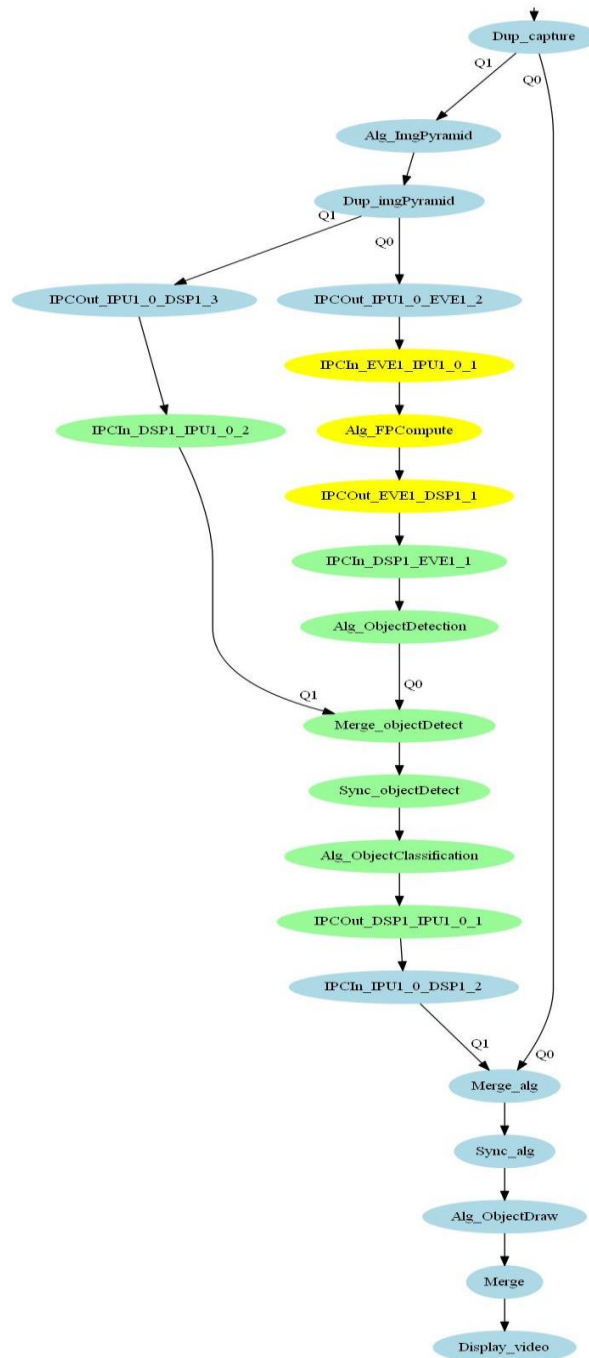 Dup_capture
Q1
Q0
Alg_ImgPyramid
Dup_imgPyramid
Q1
Q0
IPCOut_IPU1_0_DSP1_3
IPCOut_IPU1_0_EVE1_2
IPCIn_EVE1_IPU1_0_1
IPCIn_DSP1_IPU1_0_2
Alg_FPCompute
IPCOut_EVE1_DSP1_1
IPCIn_DSP1_EVE1_1
Alg_ObjectDetection
Q1
Q0
Merge_objectDetect
Sync_objectDetect
Alg_ObjectClassification
IPCOut_DSP1_IPU1_0_1
IPCIn_IPU1_0_DSP1_2
Q1
Q0
Merge_alg
Sync_alg
Alg_ObjectDraw
Merge
Display_video